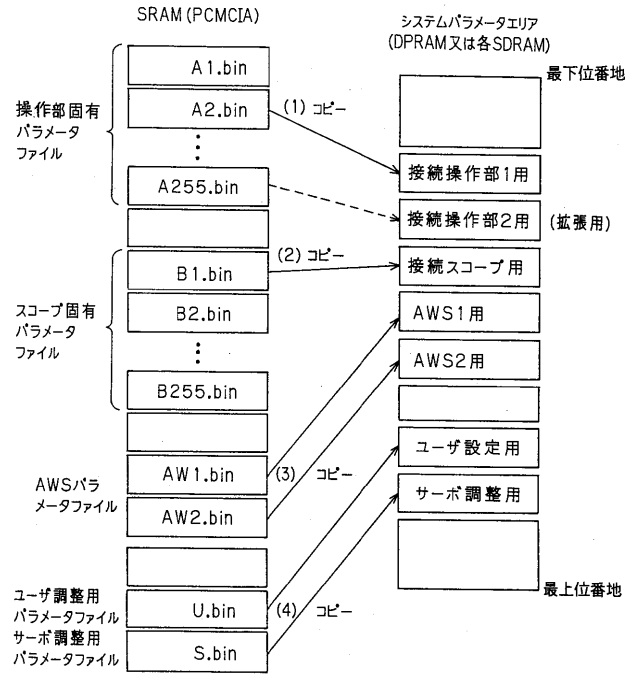 SRAM(PCMCIA)
A1.bin
A2.bin
A255.bin
B1.bin
B2.bin
B255.bin
AW1.bin
AW2.bin
U.bin
S.bin
操作部固有
パラメータ
ファイル
スコープ固有
パラメータ
ファイル
AWSパラ
メータファイル
ユーザ調整用
パラメータファイル
サーボ調整用
パラメータファイル
(1) コピー
(2) コピー
(3) コピー
(4) コピー
システムパラメータエリア
(DPRAM又は各SDRAM)
最下位番地
接続操作部1用
接続操作部2用
(拡張用)
接続スコープ用
AWS1用
AWS2用
ユーザ設定用
サーボ調整用
最上位番地